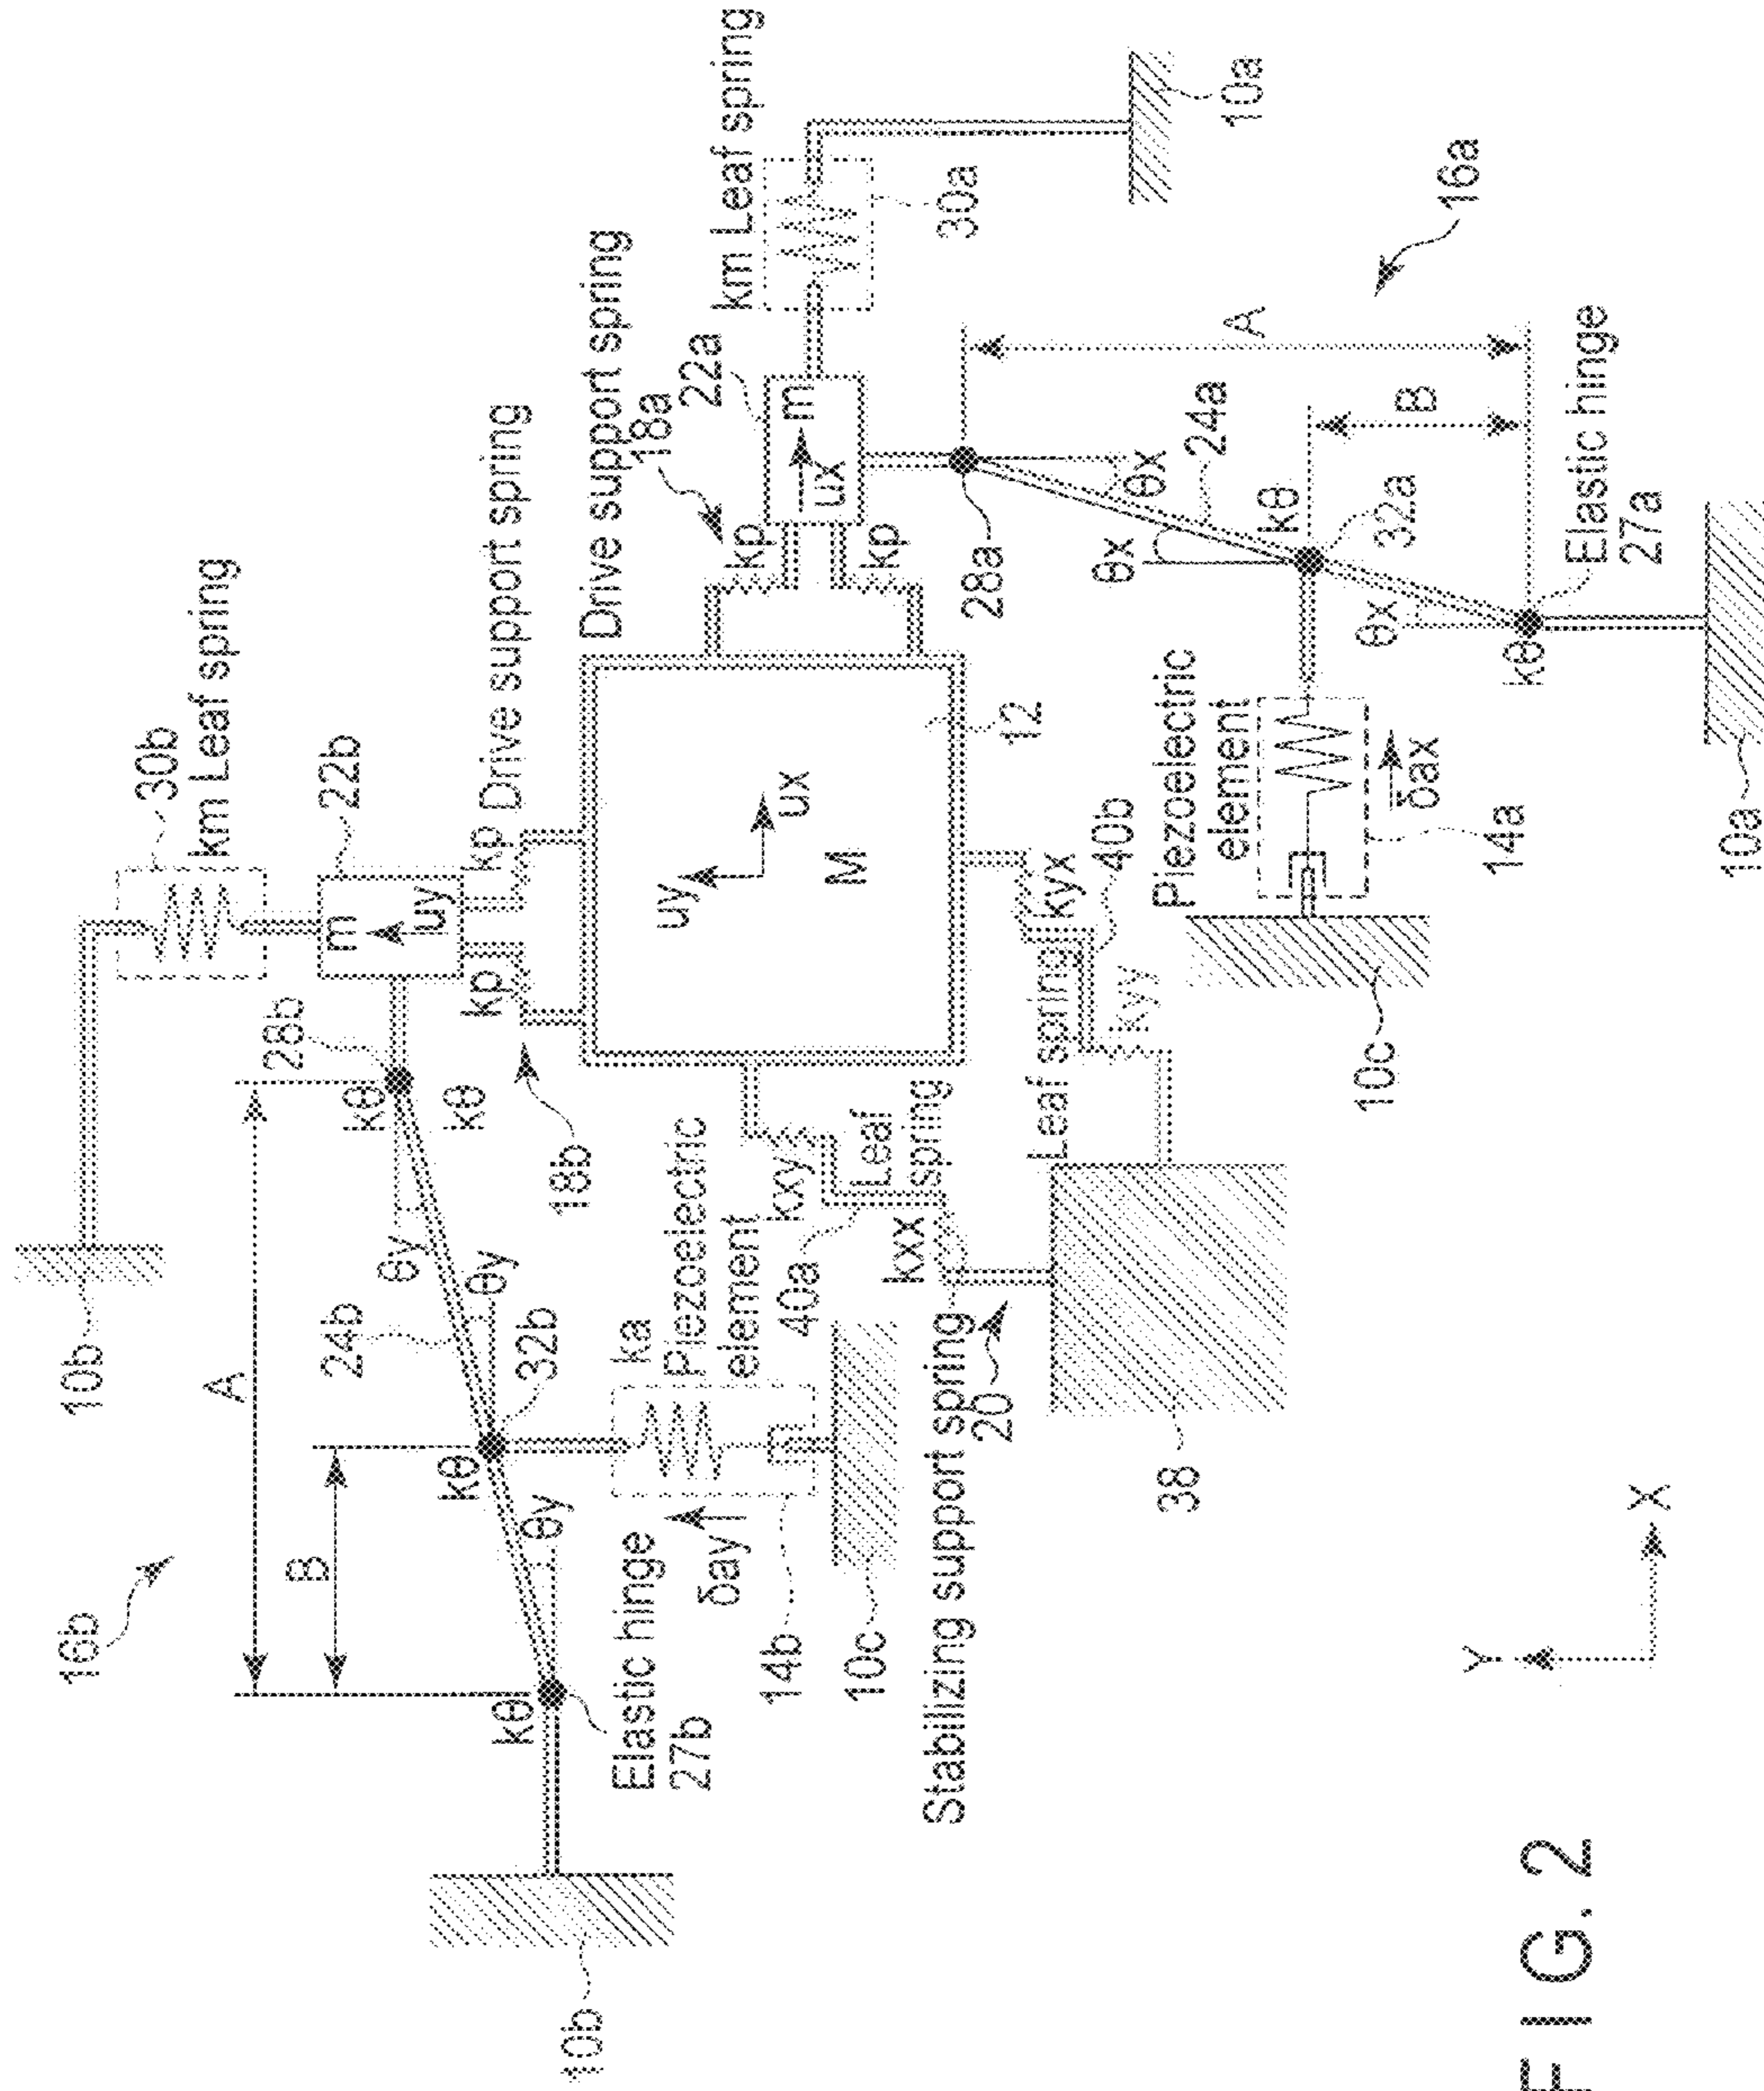 16b
10b
10b
A
B
24b
θy
θy
θy
kθ
kθ
kθ
kθ
28b
32b
Elastic hinge
27b
δay
14b
10c
ka
Piezoelectric
element
30b
km Leaf spring
22b
m
uy
kp
kp
Drive support spring
18b
uy
ux
M
12
Drive support spring
18a
kp
kp
22a
m
ux
km Leaf spring
30a
10a
16a
A
B
28a
θx
θx
θx
24a
kθ
32a
kθ
Elastic hinge
27a
10a
Piezoelectric
element
δax
14a
10c
kxy
Leaf
spring
kxx
40a
Stabilizing support spring
20
kyx
40b
Leaf spring
kyy
38
Y
X
FIG. 2